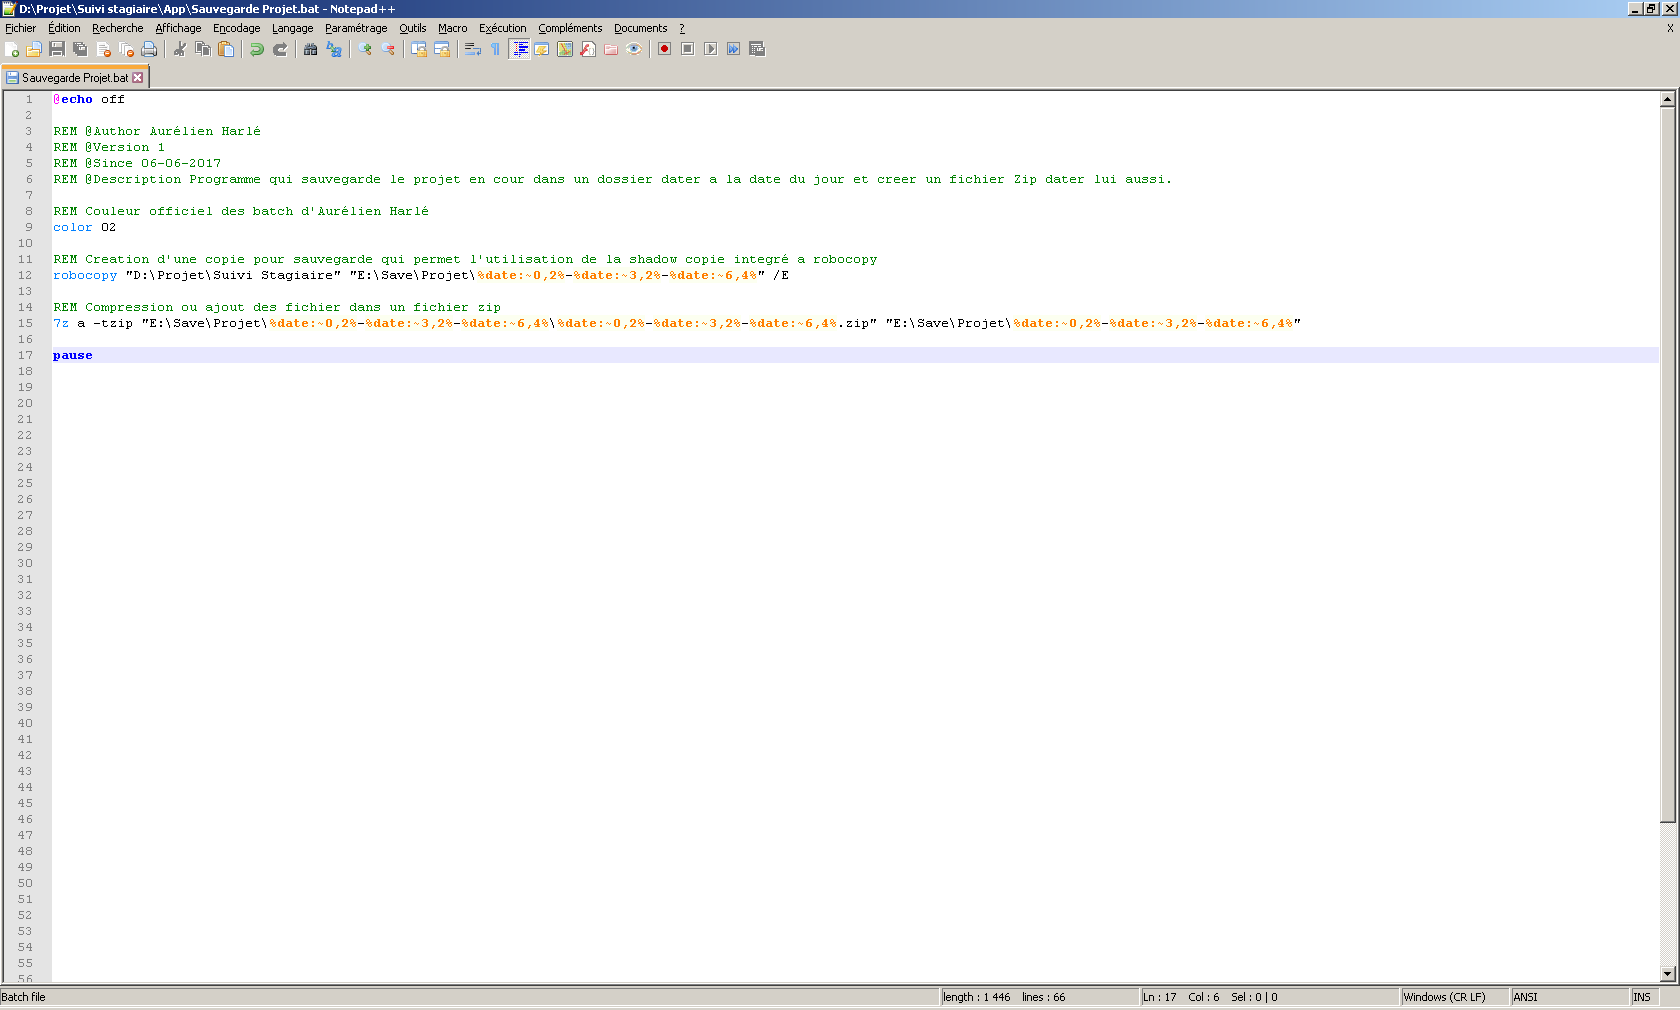 D:\Projet\Suivi stagiaire\App\Sauvegarde Projet.bat - Notepad++
Fichier Édition Recherche Affichage Encodage Langage Paramétrage Outils Macro Exécution Compléments Documents ? X
Sauvegarde Projet.bat
1 @echo off
2
3 REM @Author Aurélien Harlé
4 REM @Version 1
5 REM @Since 06-06-2017
6 REM @Description Programme qui sauvegarde le projet en cour dans un dossier dater a la date du jour et creer un fichier Zip dater lui aussi.
7
8 REM Couleur officiel des batch d'Aurélien Harlé
9 color 02
10
11 REM Creation d'une copie pour sauvegarde qui permet l'utilisation de la shadow copie integré a robocopy
12 robocopy "D:\Projet\Suivi Stagiaire" "E:\Save\Projet\%date:~0,2%-%date:~3,2%-%date:~6,4%" /E
13
14 REM Compression ou ajout des fichier dans un fichier zip
15 7z a -tzip "E:\Save\Projet\%date:~0,2%-%date:~3,2%-%date:~6,4%\%date:~0,2%-%date:~3,2%-%date:~6,4%.zip" "E:\Save\Projet\%date:~0,2%-%date:~3,2%-%date:~6,4%"
16
17 pause
18
19
20
21
22
23
24
25
26
27
28
29
30
31
32
33
34
35
36
37
38
39
40
41
42
43
44
45
46
47
48
49
50
51
52
53
54
55
56
Batch file length : 1 446 lines : 66 Ln : 17 Col : 6 Sel : 0 | 0 Windows (CR LF) ANSI INS